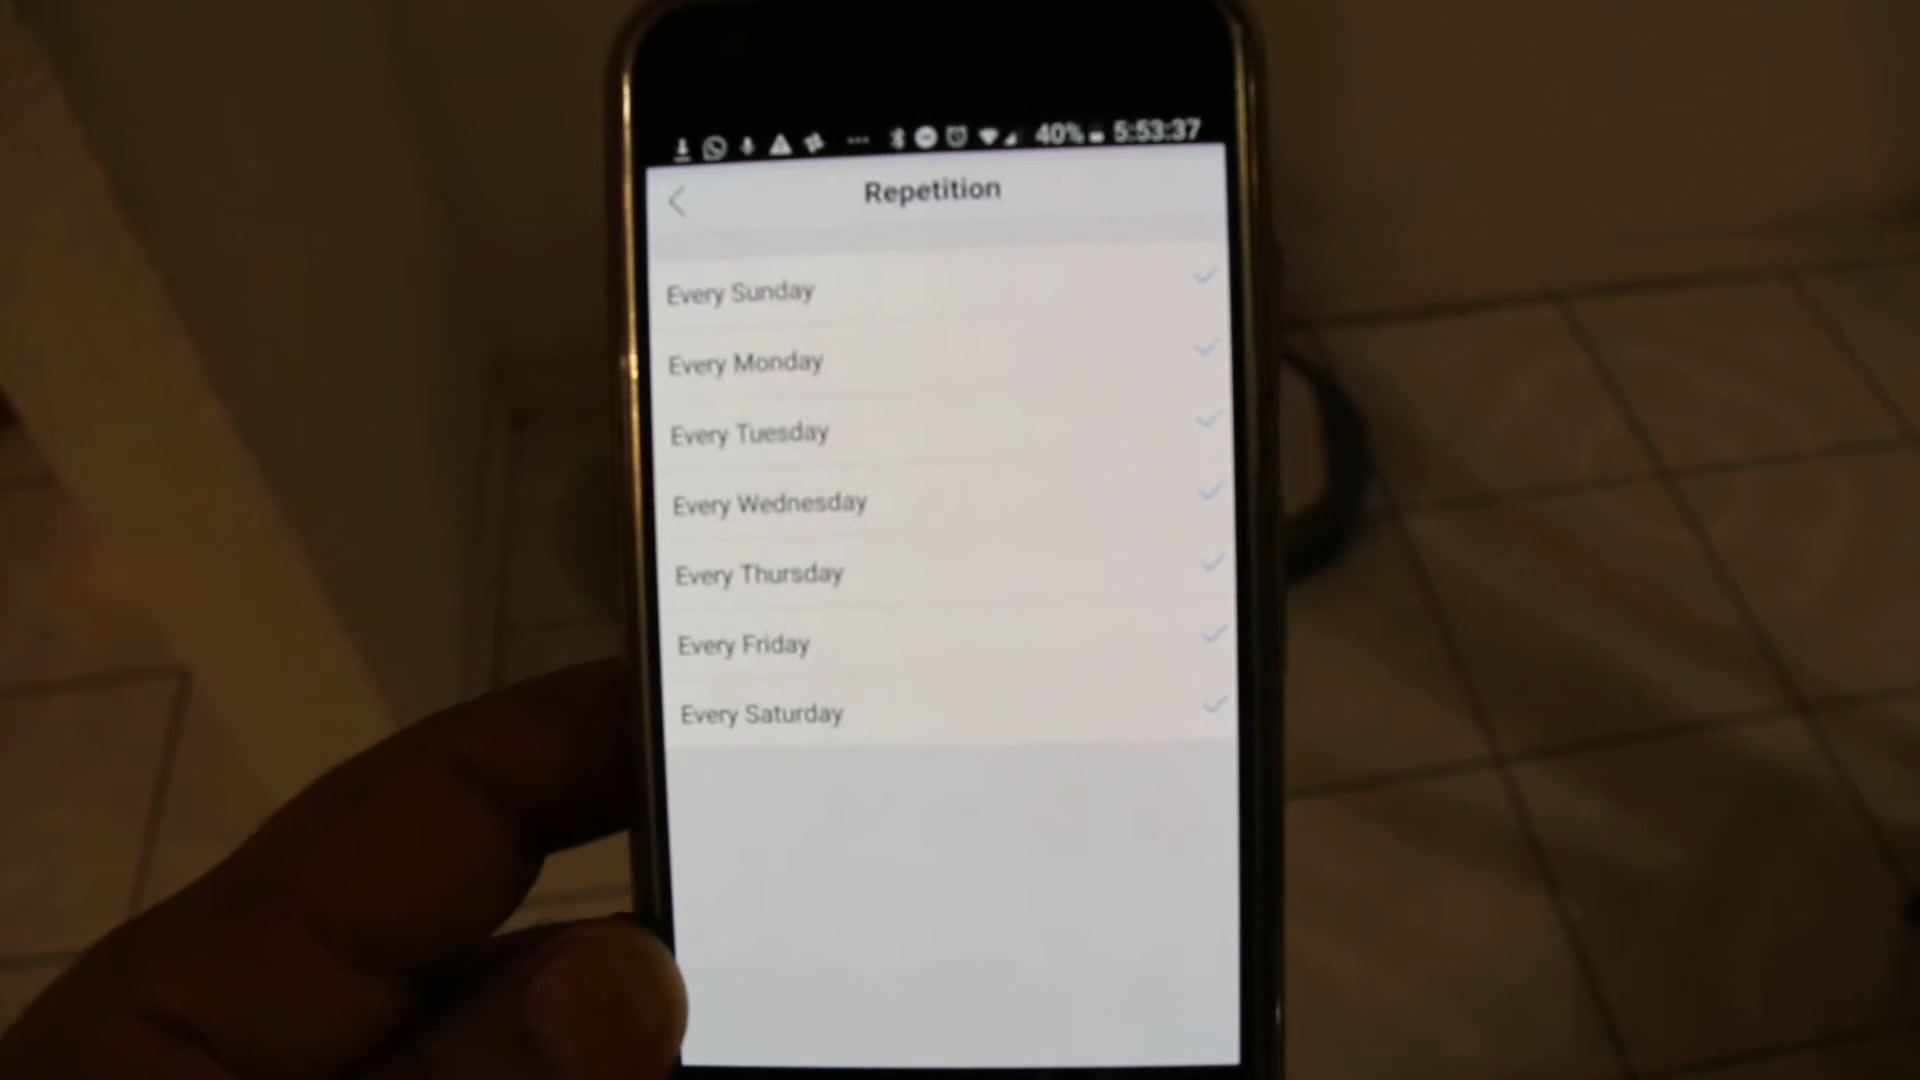 40% 5:53:37
Repetition
Every Sunday
Every Monday
Every Tuesday
Every Wednesday
Every Thursday
Every Friday
Every Saturday